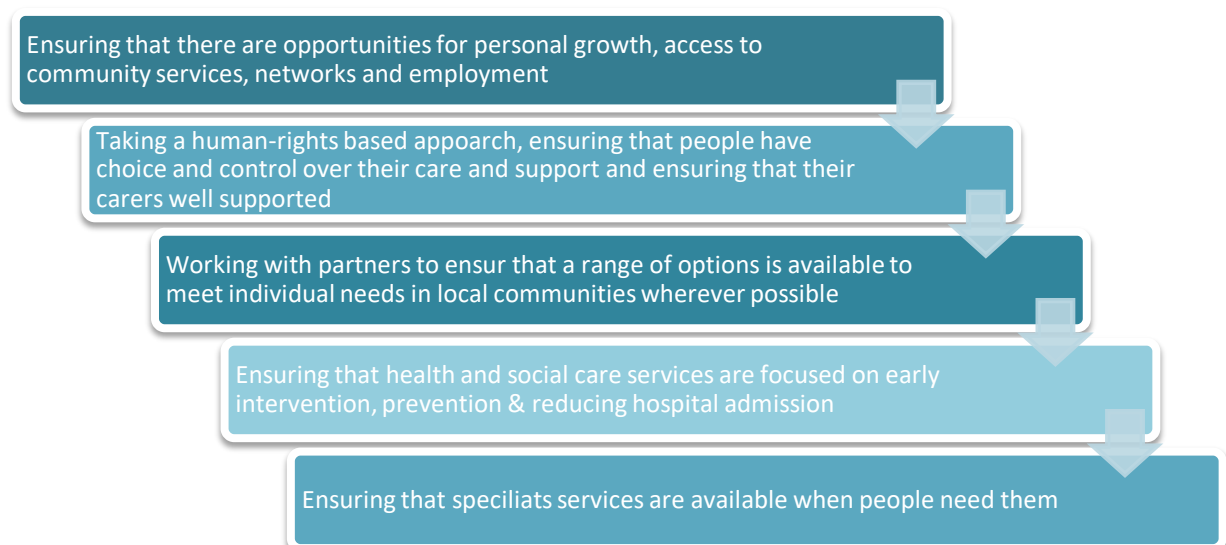 Ensuring that there are opportunities for personal growth, access to
community services, networks and employment
Taking a human-rights based appoarch, ensuring that people have
choice and control over their care and support and ensuring that their
carers well supported
Working with partners to ensur that a range of options is available to
meet individual needs in local communities wherever possible
Ensuring that health and social care services are focused on early
intervention, prevention & reducing hospital admission
Ensuring that speciliats services are available when people need them